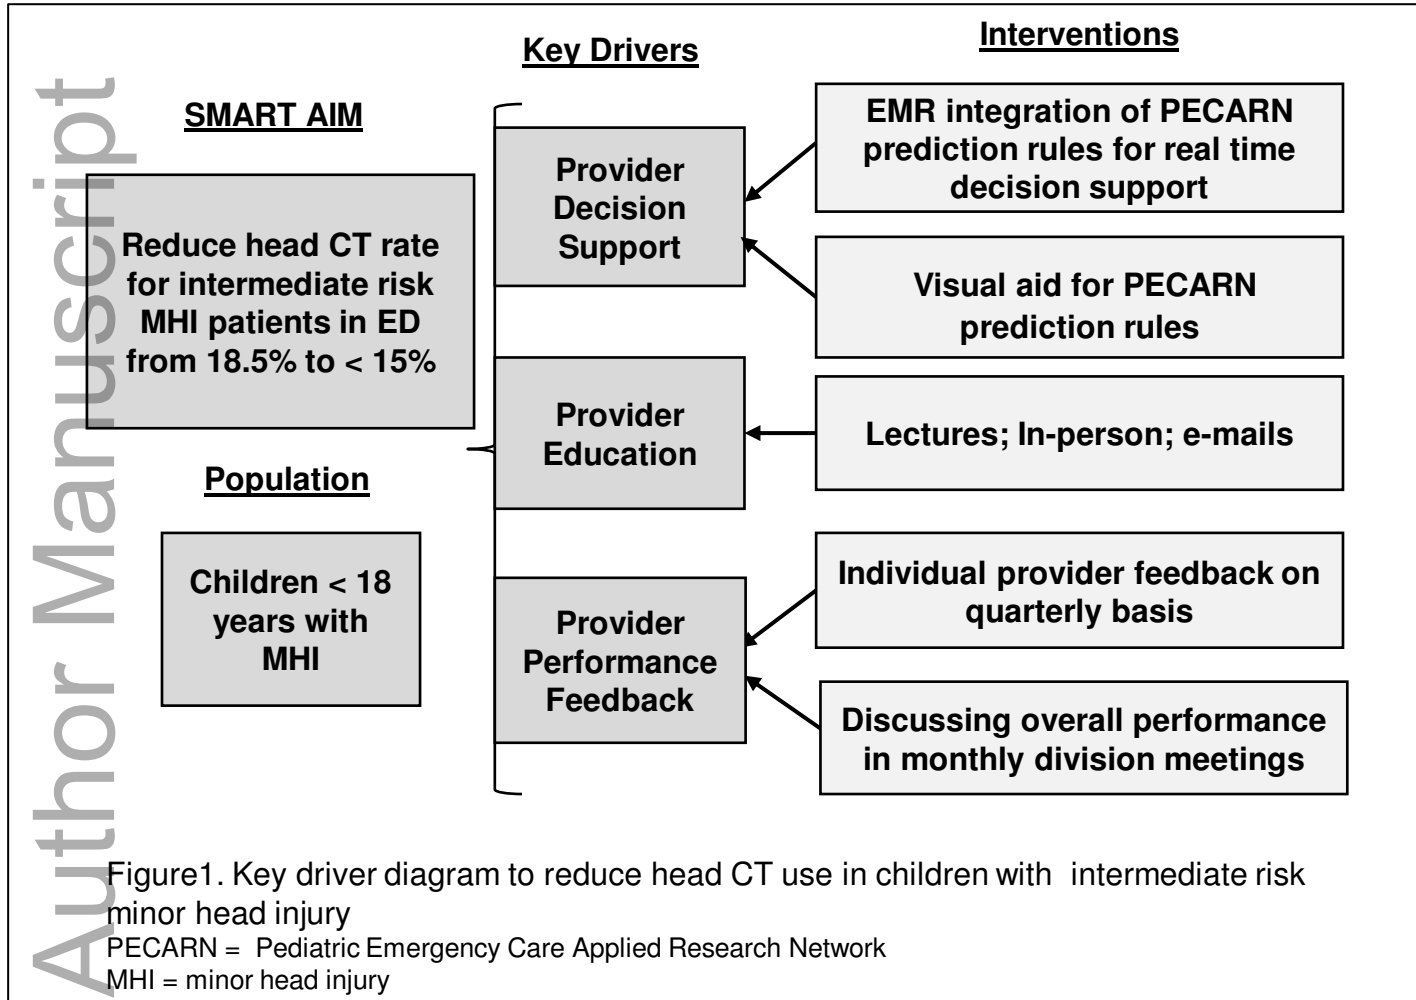 Author Manuscript
SMART AIM
Reduce head CT rate
for intermediate risk
MHI patients in ED
from 18.5% to < 15%
Population
Children < 18
years with
MHI
Key Drivers
Provider
Decision
Support
Provider
Education
Provider
Performance
Feedback
Interventions
EMR integration of PECARN
prediction rules for real time
decision support
Visual aid for PECARN
prediction rules
Lectures; In-person; e-mails
Individual provider feedback on
quarterly basis
Discussing overall performance
in monthly division meetings
Figure1. Key driver diagram to reduce head CT use in children with  intermediate risk
minor head injury
PECARN =  Pediatric Emergency Care Applied Research Network
MHI = minor head injury